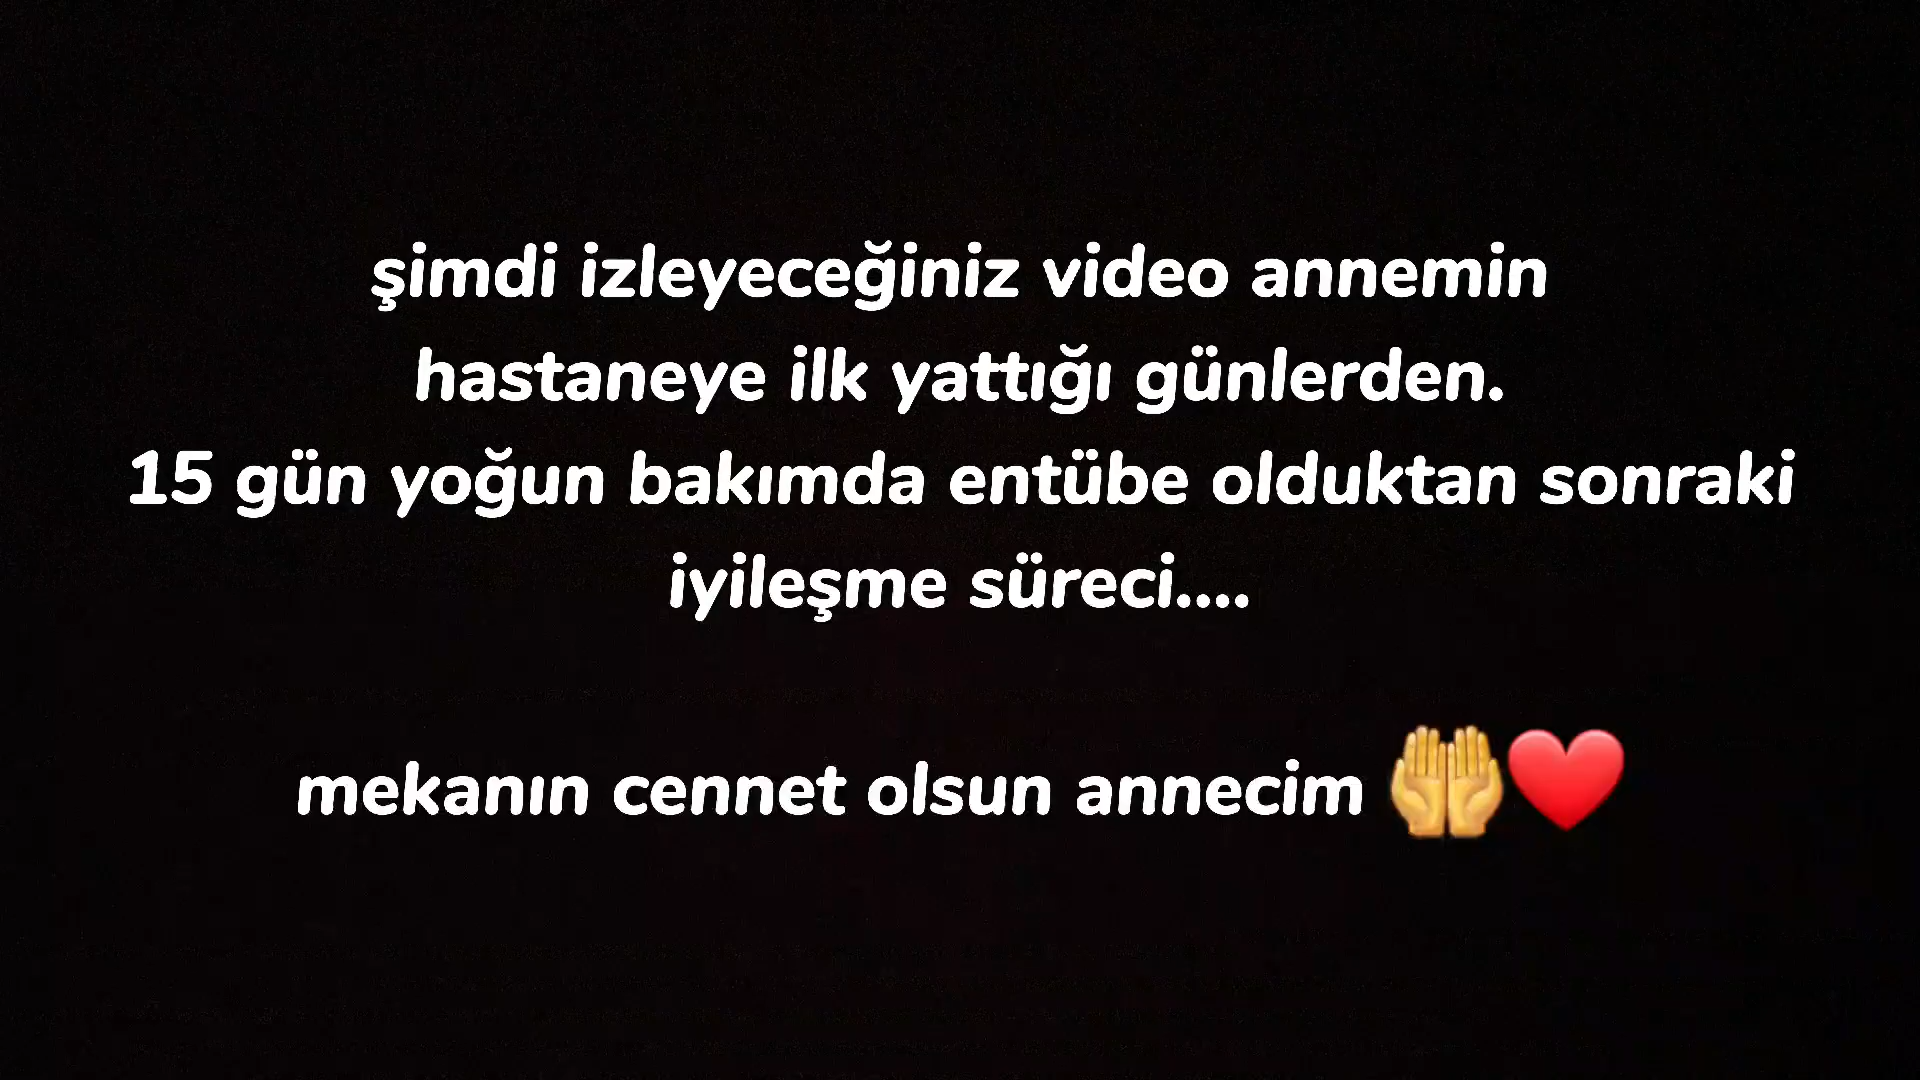 şimdi izleyeceğiniz video annemin
hastaneye ilk yattığı günlerden.
15 gün yoğun bakımda entübe olduktan sonraki
iyileşme süreci....
mekanın cennet olsun annecim 🤲❤️